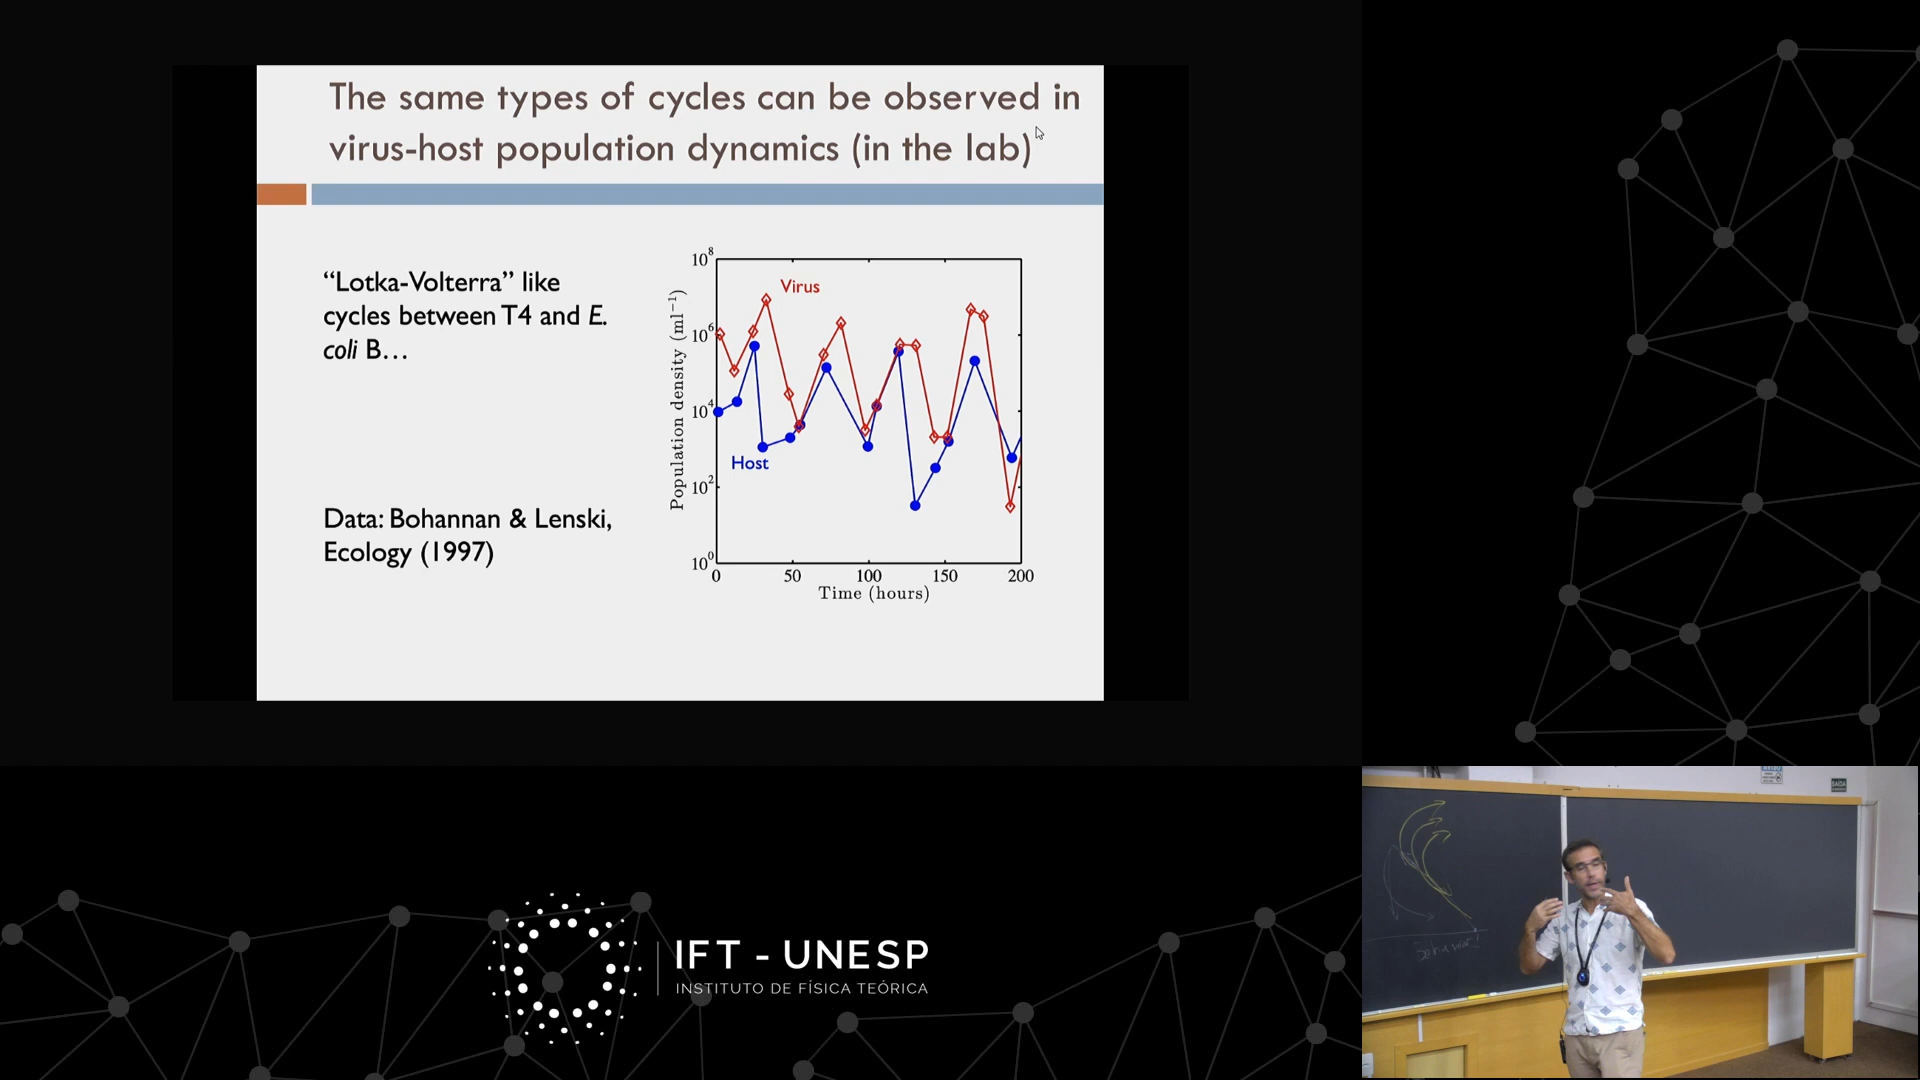 The same types of cycles can be observed in
virus-host population dynamics (in the lab)
“Lotka-Volterra” like
cycles between T4 and E.
coli B…
Data: Bohannan & Lenski,
Ecology (1997)
Population density (ml⁻¹)
10⁸
10⁶
10⁴
10²
10⁰
Virus
Host
0 50 100 150 200
Time (hours)
IFT - UNESP
INSTITUTO DE FÍSICA TEÓRICA